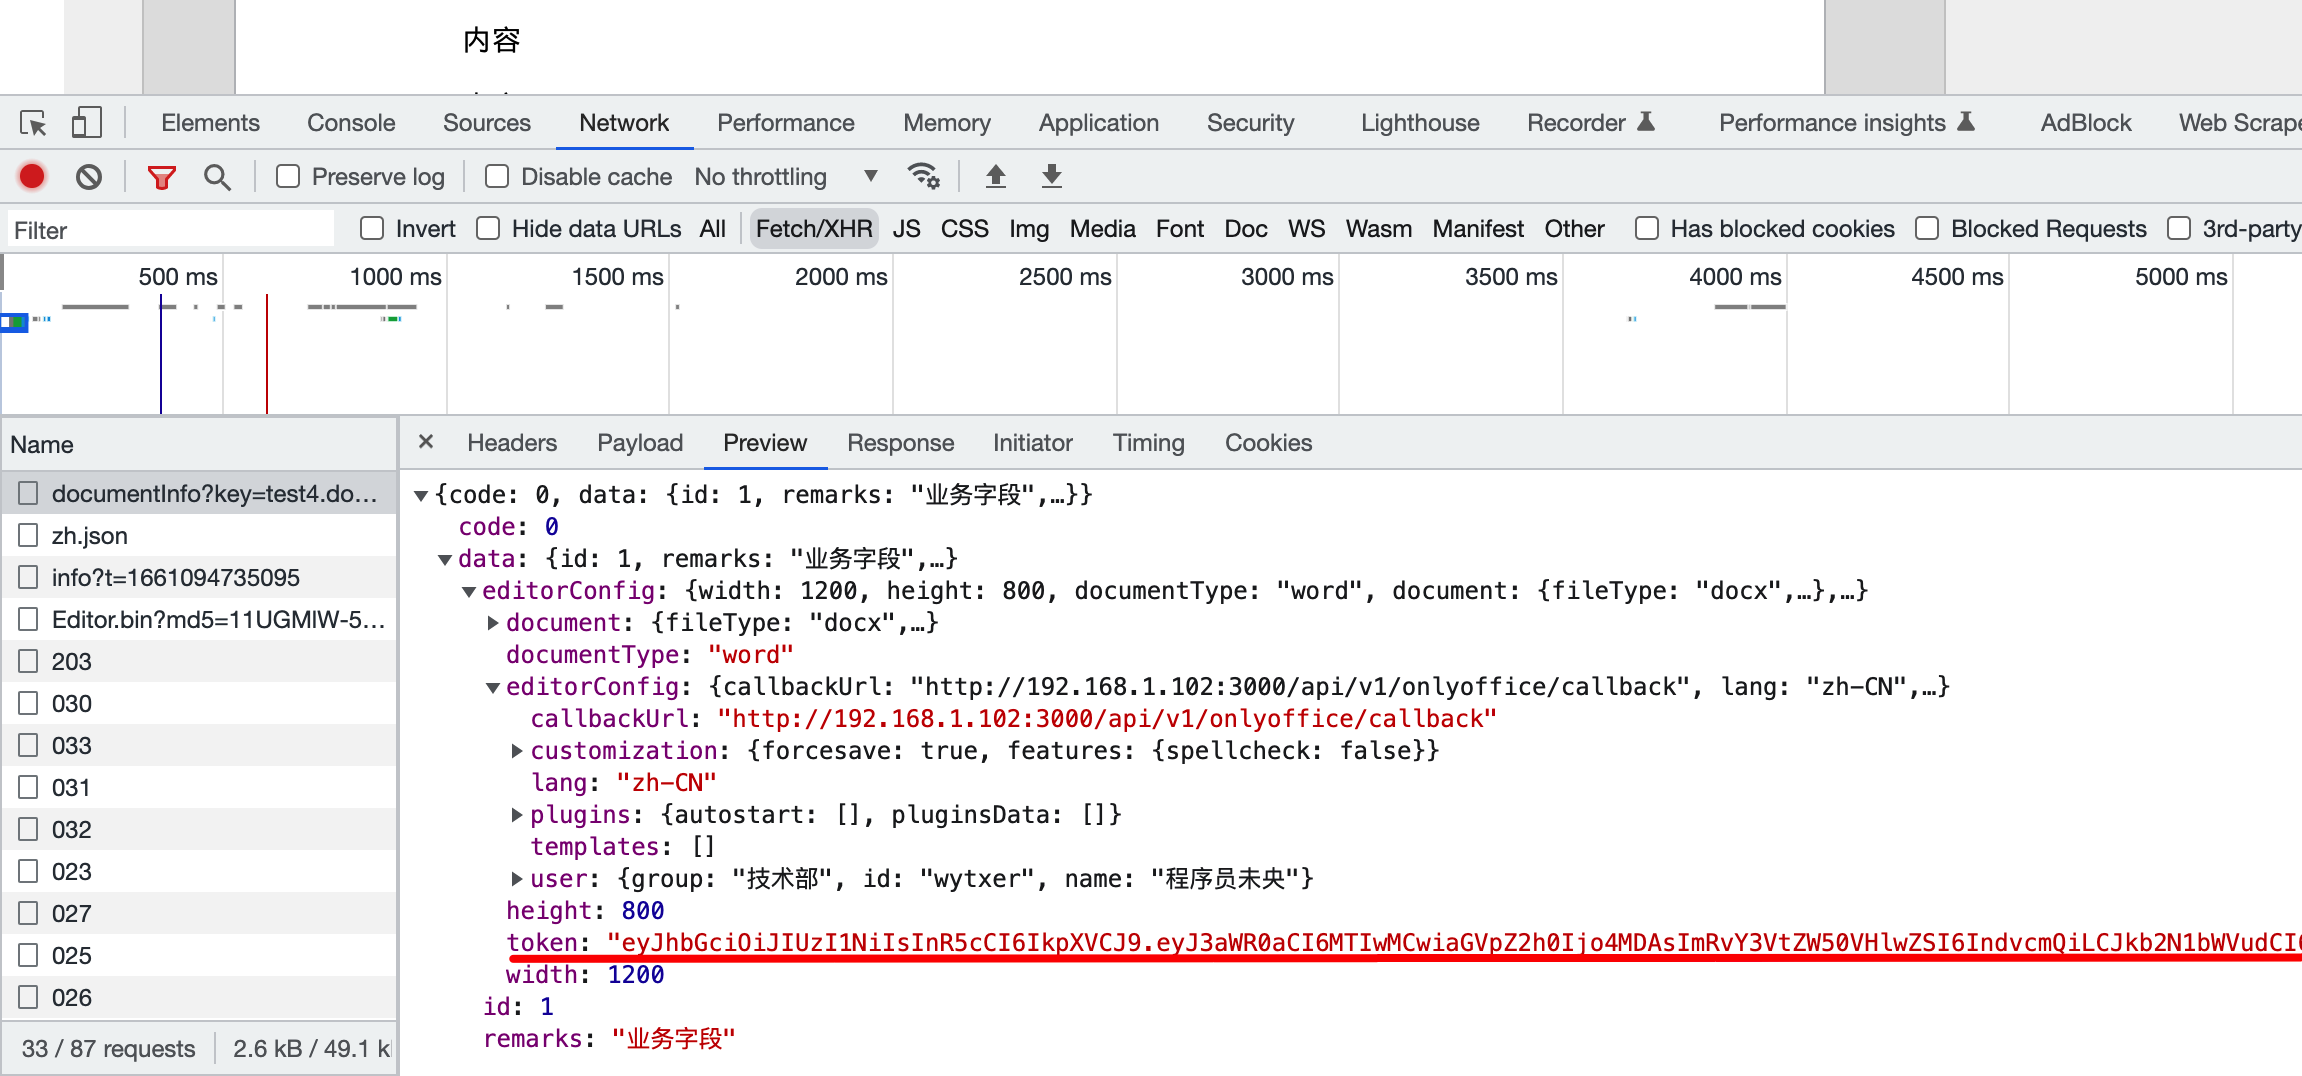 内容
Elements Console Sources Network Performance Memory Application Security Lighthouse Recorder Performance insights AdBlock Web Scrape
Preserve log Disable cache No throttling
Filter Invert Hide data URLs All Fetch/XHR JS CSS Img Media Font Doc WS Wasm Manifest Other Has blocked cookies Blocked Requests 3rd-party
500 ms 1000 ms 1500 ms 2000 ms 2500 ms 3000 ms 3500 ms 4000 ms 4500 ms 5000 ms
Name
documentInfo?key=test4.do…
zh.json
info?t=1661094735095
Editor.bin?md5=11UGMlW-5…
203
030
033
031
032
023
027
025
026
33 / 87 requests 2.6 kB / 49.1 k
× Headers Payload Preview Response Initiator Timing Cookies
{code: 0, data: {id: 1, remarks: "业务字段",…}}
code: 0
data: {id: 1, remarks: "业务字段",…}
editorConfig: {width: 1200, height: 800, documentType: "word", document: {fileType: "docx",…},…}
document: {fileType: "docx",…}
documentType: "word"
editorConfig: {callbackUrl: "http://192.168.1.102:3000/api/v1/onlyoffice/callback", lang: "zh-CN",…}
callbackUrl: "http://192.168.1.102:3000/api/v1/onlyoffice/callback"
customization: {forcesave: true, features: {spellcheck: false}}
lang: "zh-CN"
plugins: {autostart: [], pluginsData: []}
templates: []
user: {group: "技术部", id: "wytxer", name: "程序员未央"}
height: 800
token: "eyJhbGciOiJIUzI1NiIsInR5cCI6IkpXVCJ9.eyJ3aWR0aCI6MTIwMCwiaGVpZ2h0Ijo4MDAsImRvY3VtZW50VHlwZSI6IndvcmQiLCJkb2N1bWVudCI6
width: 1200
id: 1
remarks: "业务字段"